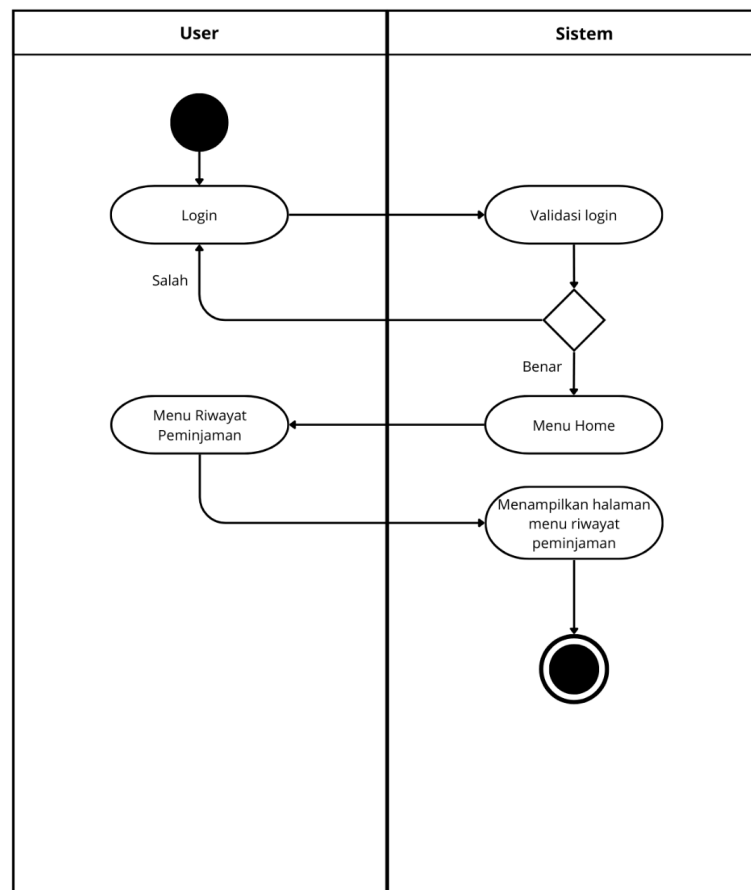 User
Sistem
Login
Validasi login
Salah
Benar
Menu Riwayat
Peminjaman
Menu Home
Menampilkan halaman
menu riwayat
peminjaman